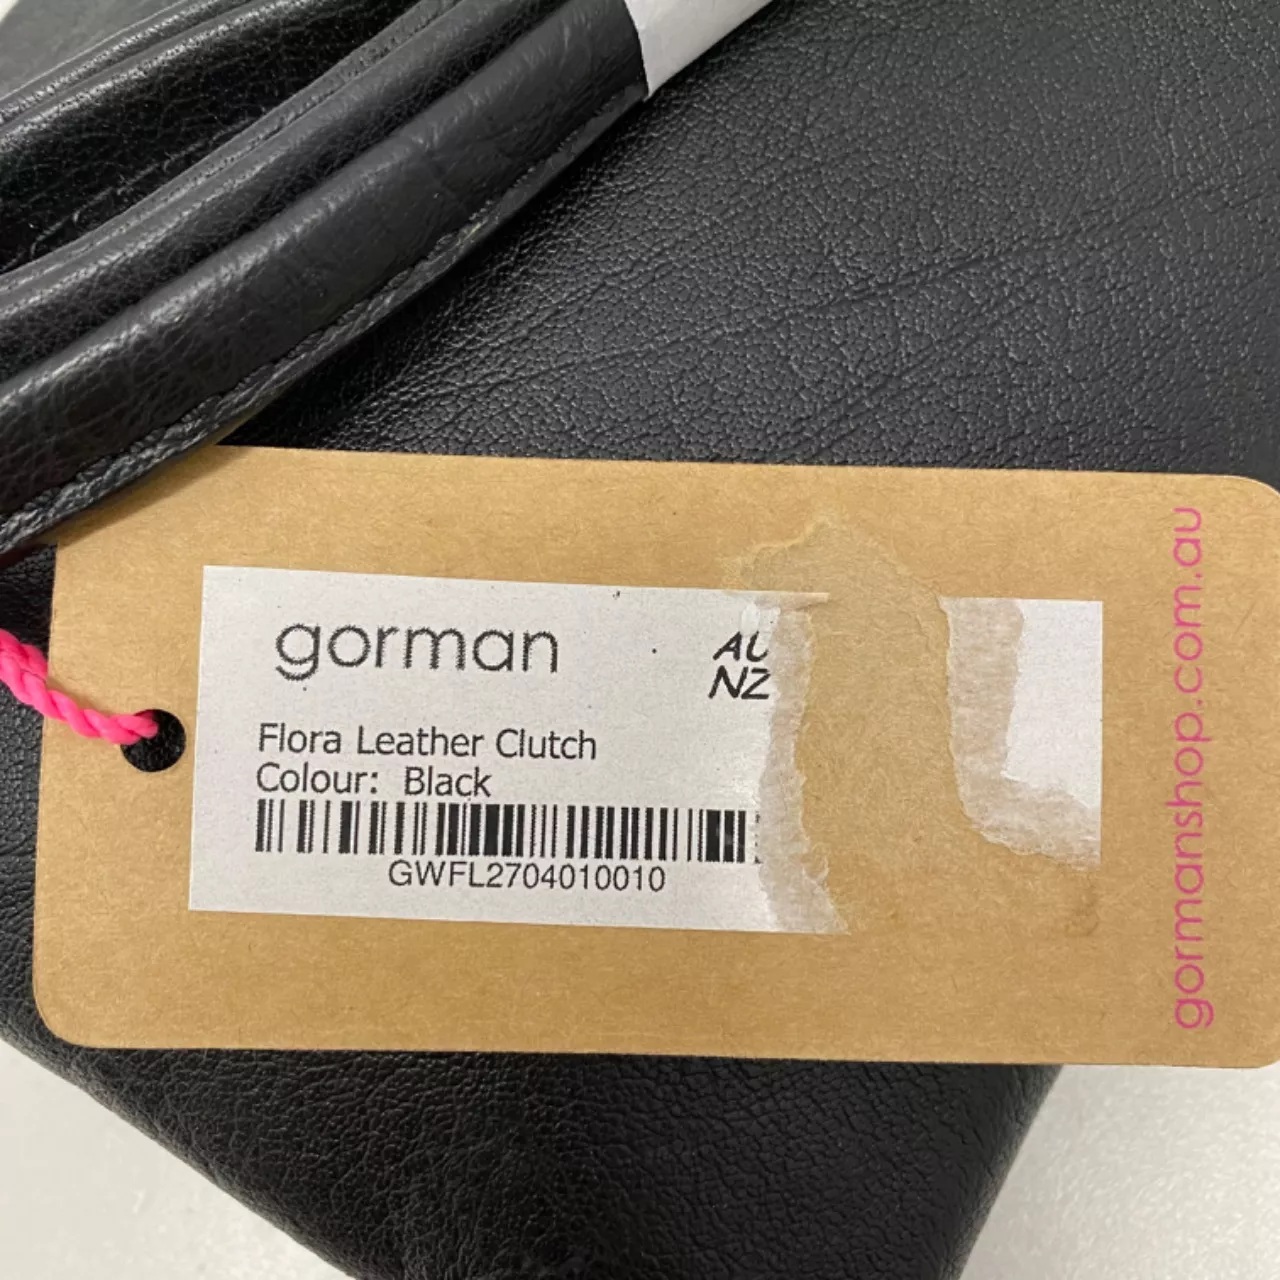 gorman
AU
NZ
Flora Leather Clutch
Colour: Black
GWFL2704010010
gormanshop.com.au